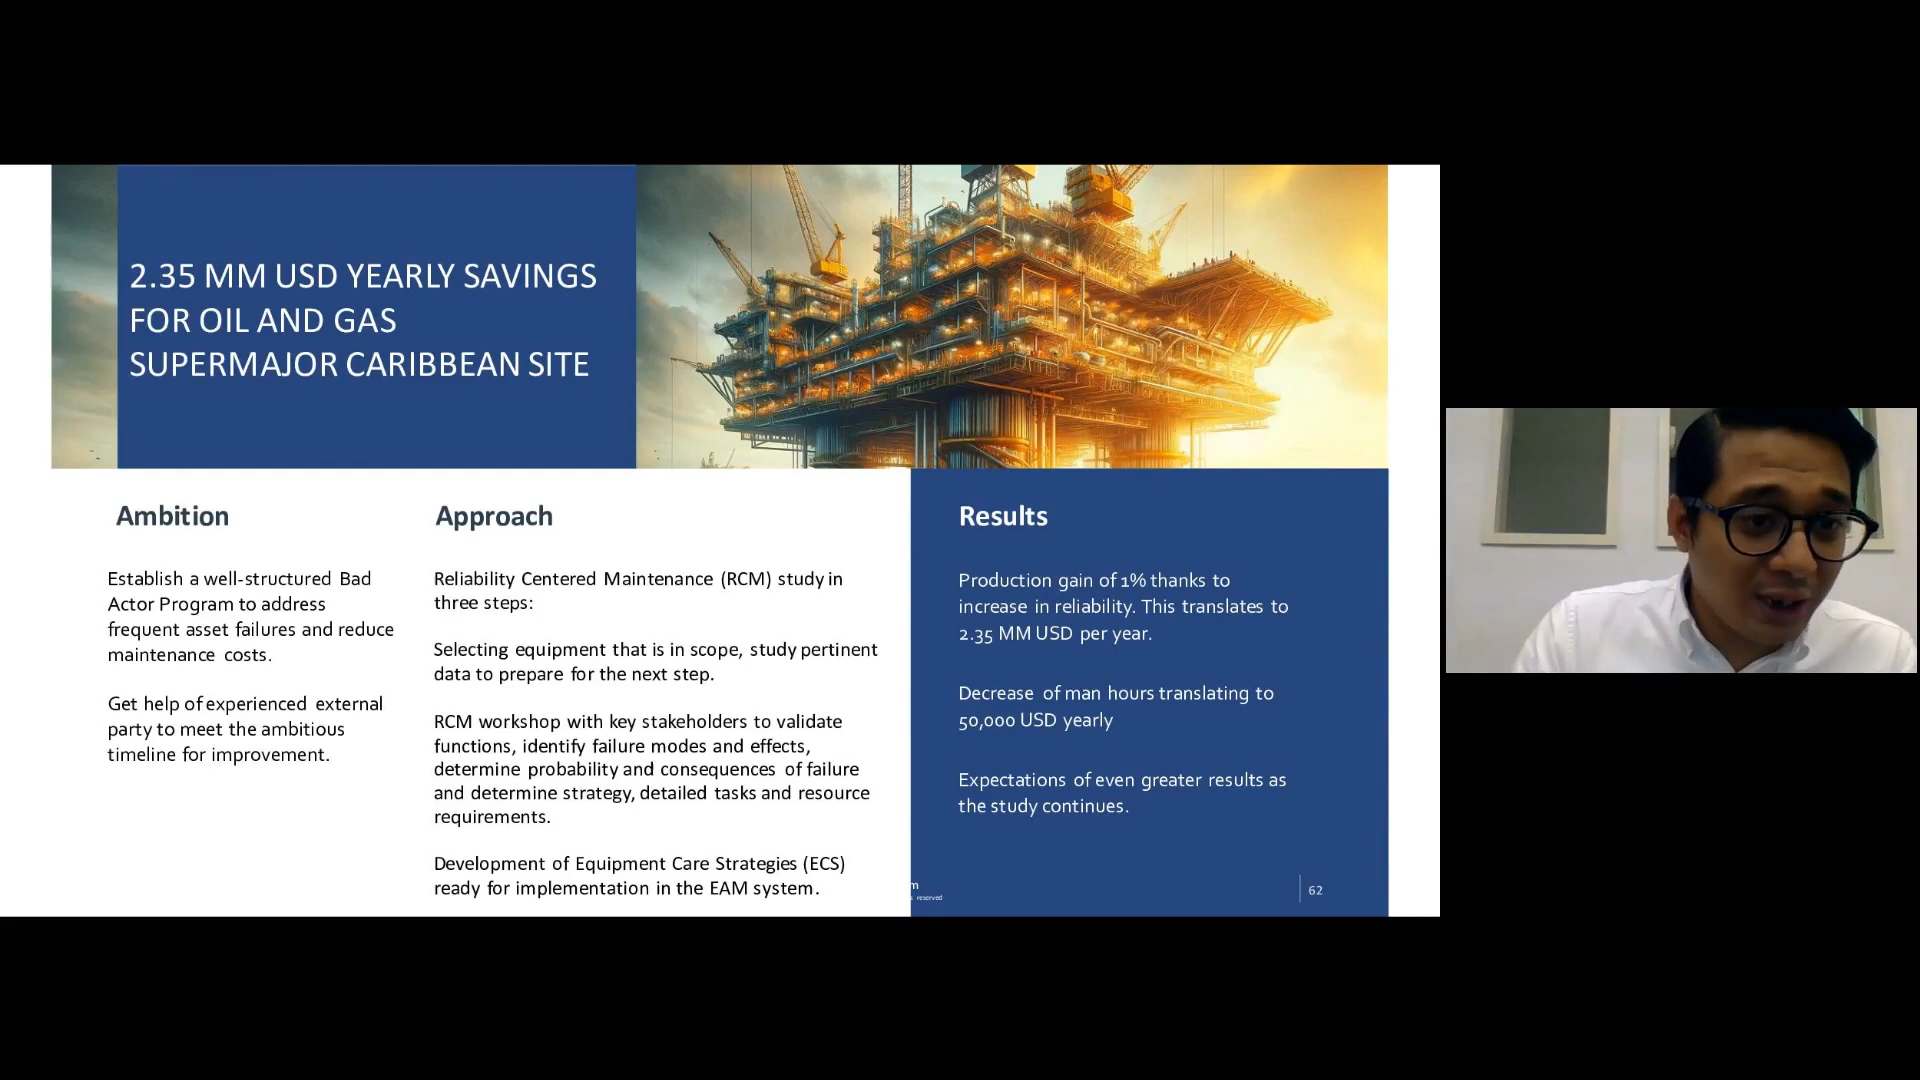 2.35 MM USD YEARLY SAVINGS
FOR OIL AND GAS
SUPERMAJOR CARIBBEAN SITE
Ambition
Establish a well-structured Bad
Actor Program to address
frequent asset failures and reduce
maintenance costs.
Get help of experienced external
party to meet the ambitious
timeline for improvement.
Approach
Reliability Centered Maintenance (RCM) study in
three steps:
Selecting equipment that is in scope, study pertinent
data to prepare for the next step.
RCM workshop with key stakeholders to validate
functions, identify failure modes and effects,
determine probability and consequences of failure
and determine strategy, detailed tasks and resource
requirements.
Development of Equipment Care Strategies (ECS)
ready for implementation in the EAM system.
Results
Production gain of 1% thanks to
increase in reliability. This translates to
2.35 MM USD per year.
Decrease of man hours translating to
50,000 USD yearly
Expectations of even greater results as
the study continues.
reserved
62